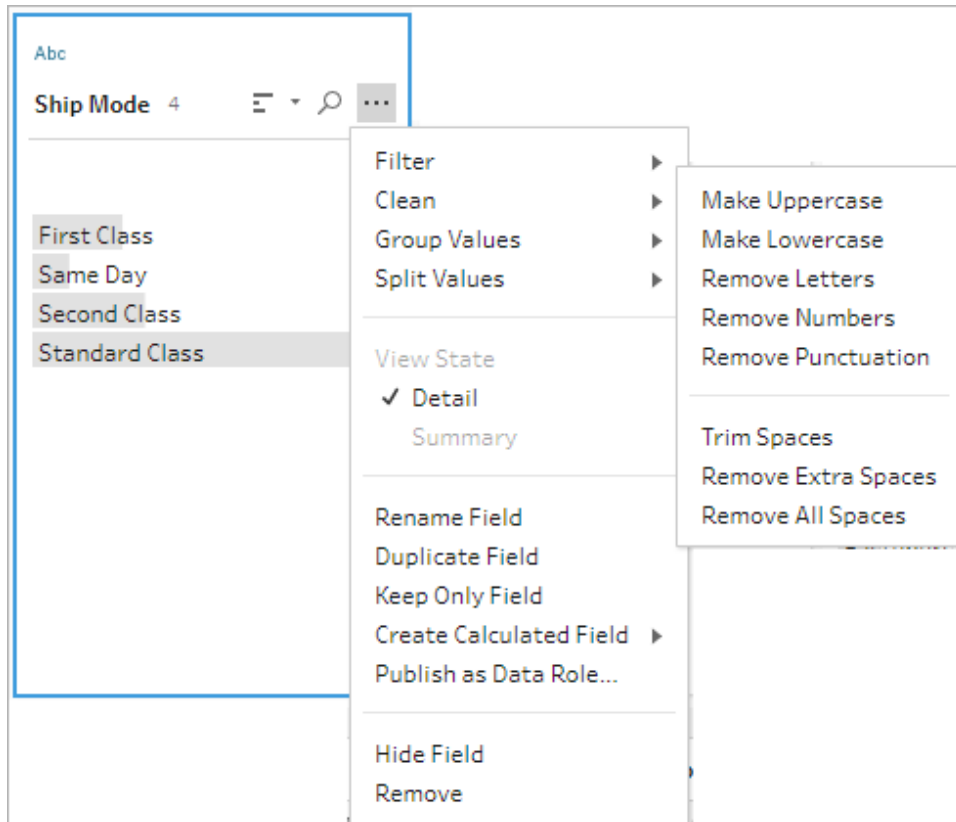 Abc
Ship Mode 4
First Class
Same Day
Second Class
Standard Class
Filter
Clean
Group Values
Split Values
View State
Detail
Summary
Rename Field
Duplicate Field
Keep Only Field
Create Calculated Field
Publish as Data Role...
Hide Field
Remove
Make Uppercase
Make Lowercase
Remove Letters
Remove Numbers
Remove Punctuation
Trim Spaces
Remove Extra Spaces
Remove All Spaces